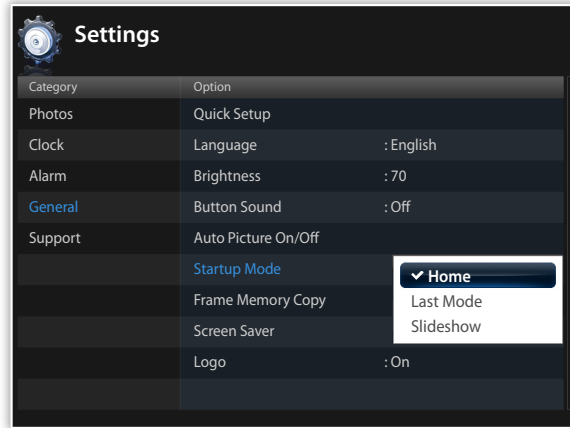 Settings
Category Option
Photos Quick Setup
Clock Language : English
Alarm Brightness : 70
General Button Sound : Off
Support Auto Picture On/Off
Startup Mode Home
Frame Memory Copy Last Mode
Screen Saver Slideshow
Logo : On